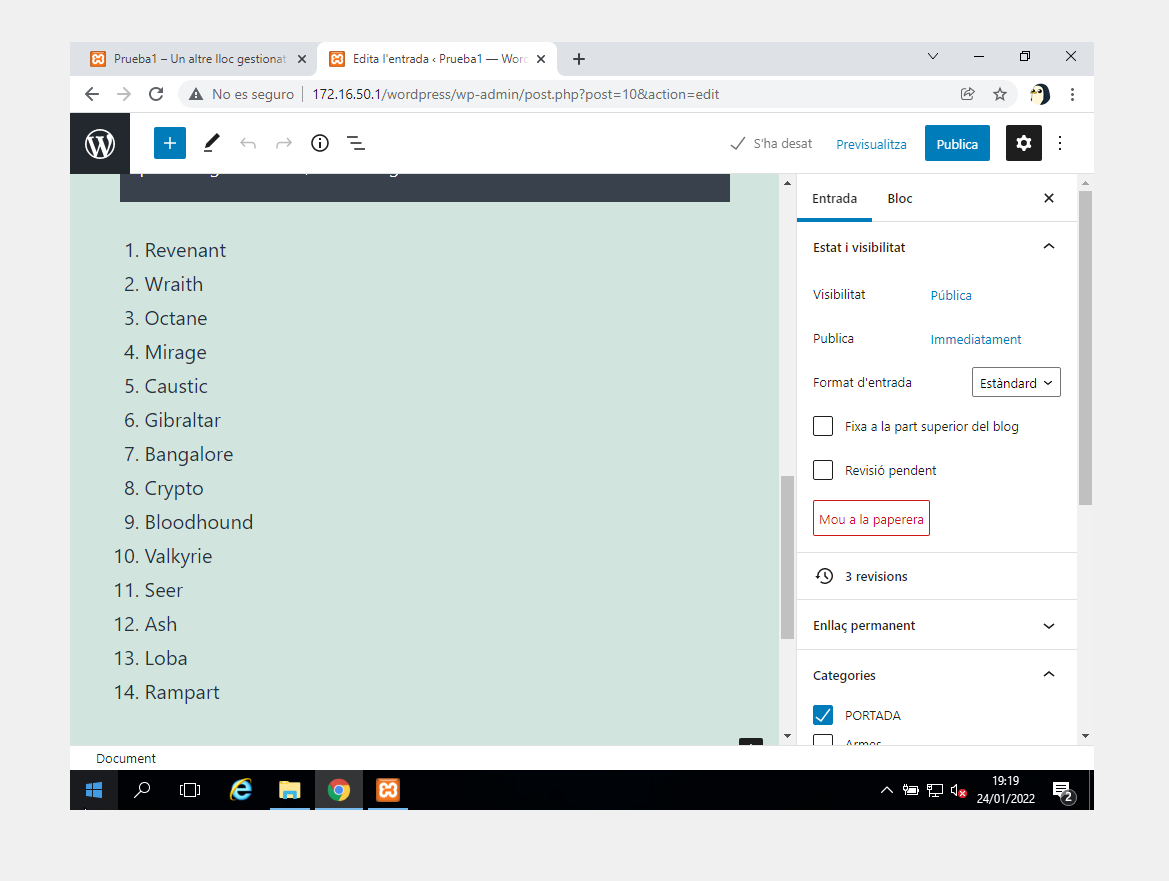 Prueba1 – Un altre lloc gestionat
Edita l'entrada ‹ Prueba1 — Word
No es seguro
172.16.50.1/wordpress/wp-admin/post.php?post=10&action=edit
S'ha desat
Previsualitza
Publica
1. Revenant
2. Wraith
3. Octane
4. Mirage
5. Caustic
6. Gibraltar
7. Bangalore
8. Crypto
9. Bloodhound
10. Valkyrie
11. Seer
12. Ash
13. Loba
14. Rampart
Entrada Bloc
Estat i visibilitat
Visibilitat Pública
Publica Immediatament
Format d'entrada Estàndard
Fixa a la part superior del blog
Revisió pendent
Mou a la paperera
3 revisions
Enllaç permanent
Categories
PORTADA
Armes
Document
19:19
24/01/2022
2